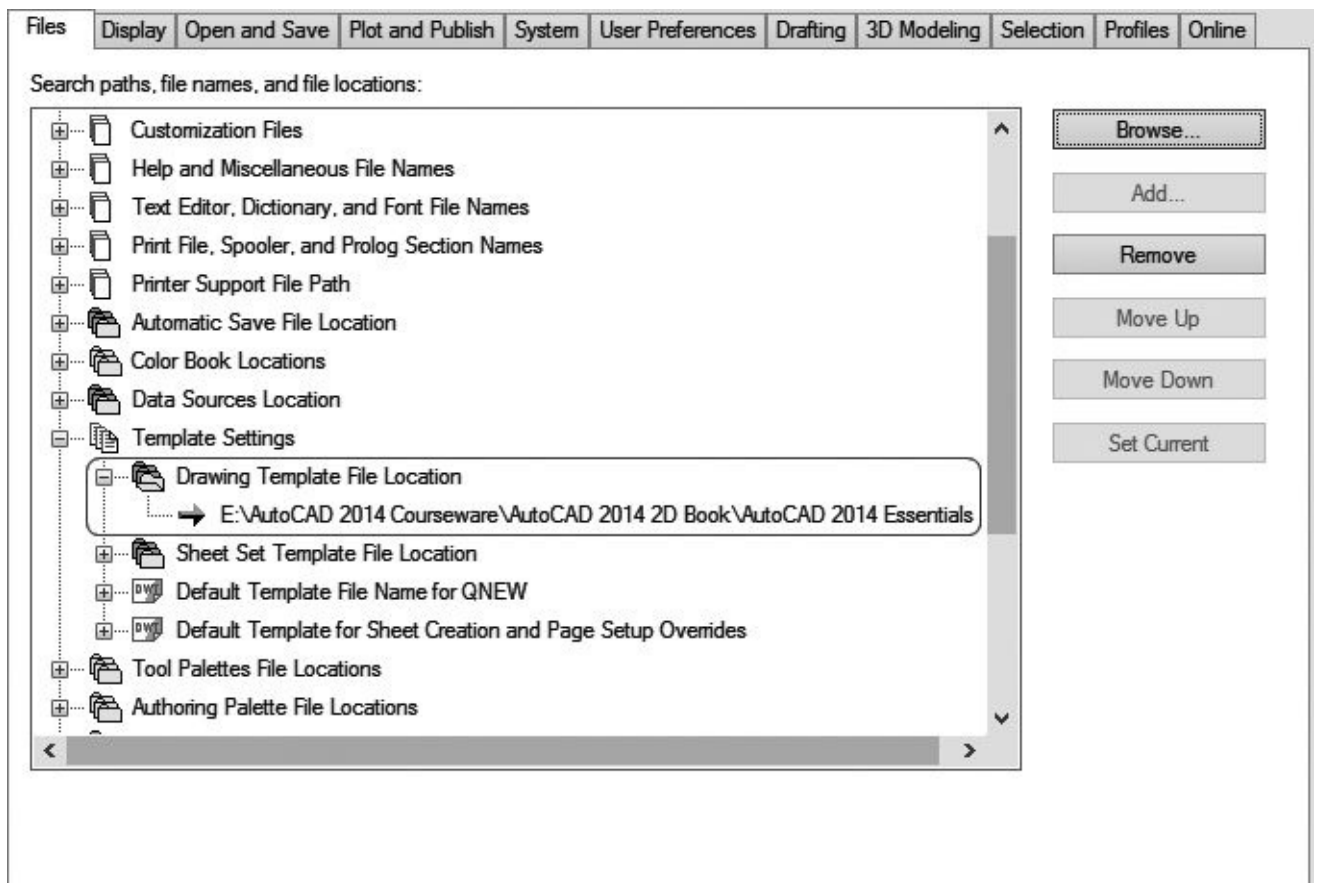 Files Display Open and Save Plot and Publish System User Preferences Drafting 3D Modeling Selection Profiles Online
Search paths, file names, and file locations:
Customization Files
Help and Miscellaneous File Names
Text Editor, Dictionary, and Font File Names
Print File, Spooler, and Prolog Section Names
Printer Support File Path
Automatic Save File Location
Color Book Locations
Data Sources Location
Template Settings
Drawing Template File Location
E:\AutoCAD 2014 Courseware\AutoCAD 2014 2D Book\AutoCAD 2014 Essentials
Sheet Set Template File Location
Default Template File Name for QNEW
Default Template for Sheet Creation and Page Setup Overrides
Tool Palettes File Locations
Authoring Palette File Locations
Browse...
Add...
Remove
Move Up
Move Down
Set Current